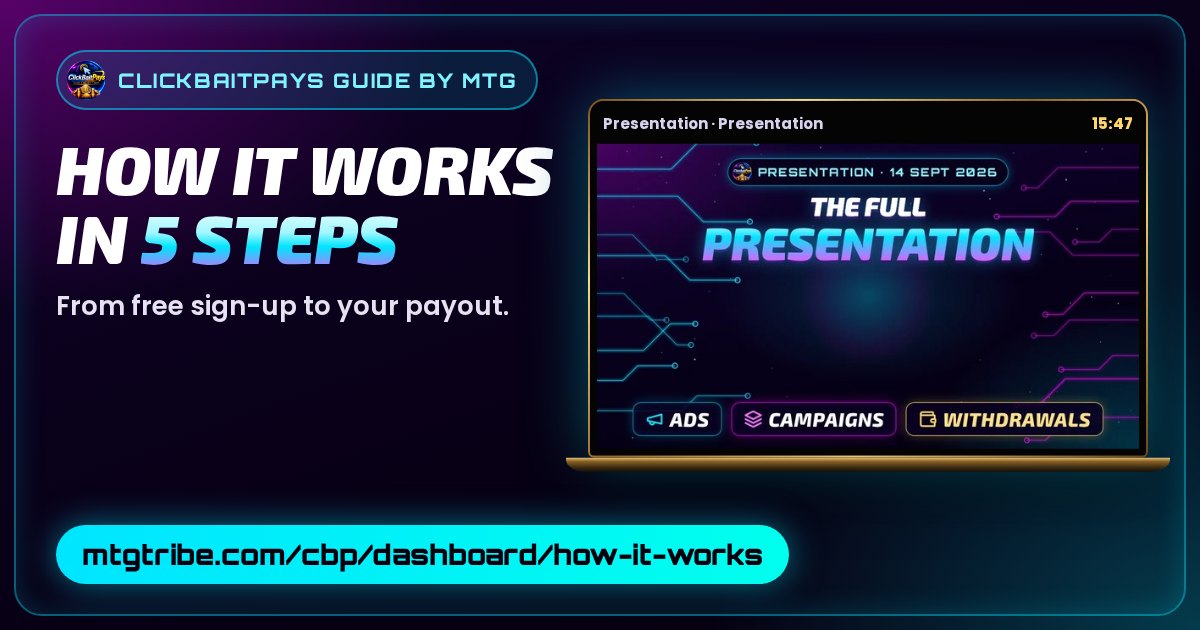 ClickBaitPays
CLICKBAITPAYS GUIDE BY MTG
HOW IT WORKS
IN 5 STEPS
From free sign-up to your payout.
Presentation · Presentation
15:47
PRESENTATION · 14 SEPT 2026
THE FULL
PRESENTATION
ADS
CAMPAIGNS
WITHDRAWALS
mtgtribe.com/cbp/dashboard/how-it-works